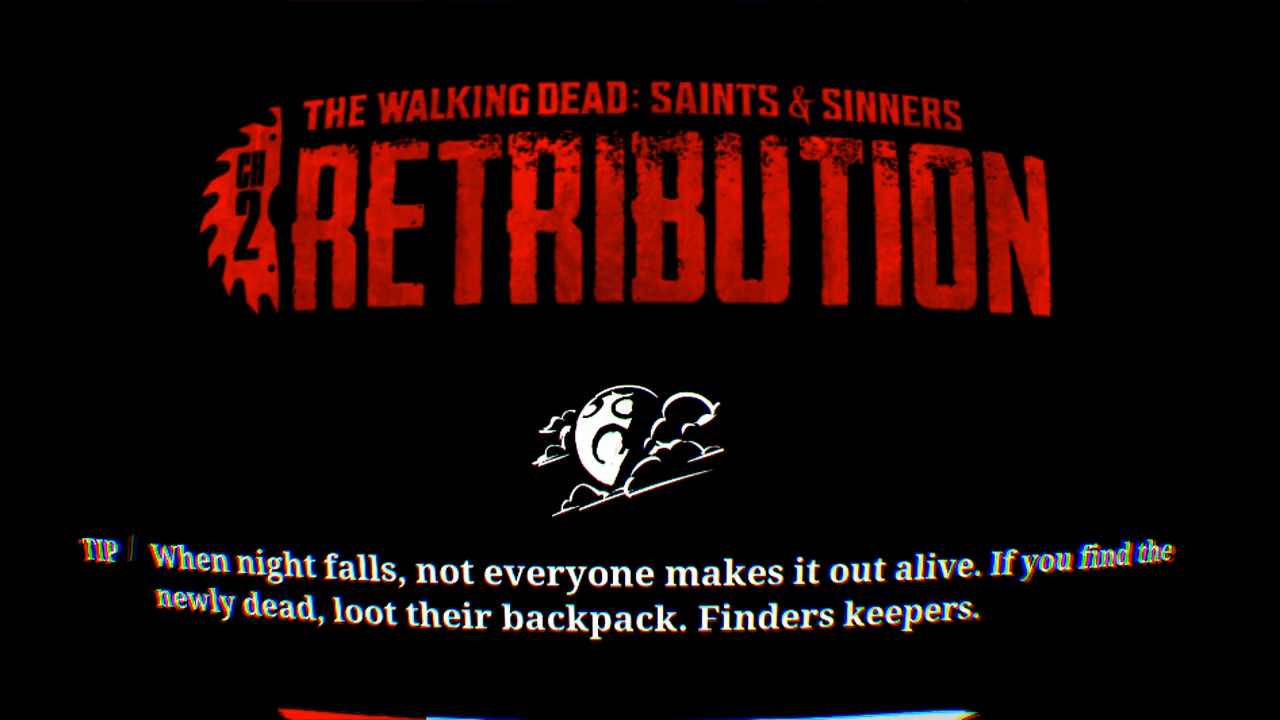 THE WALKING DEAD: SAINTS & SINNERS
CH
2
RETRIBUTION
TIP | When night falls, not everyone makes it out alive. If you find the
newly dead, loot their backpack. Finders keepers.